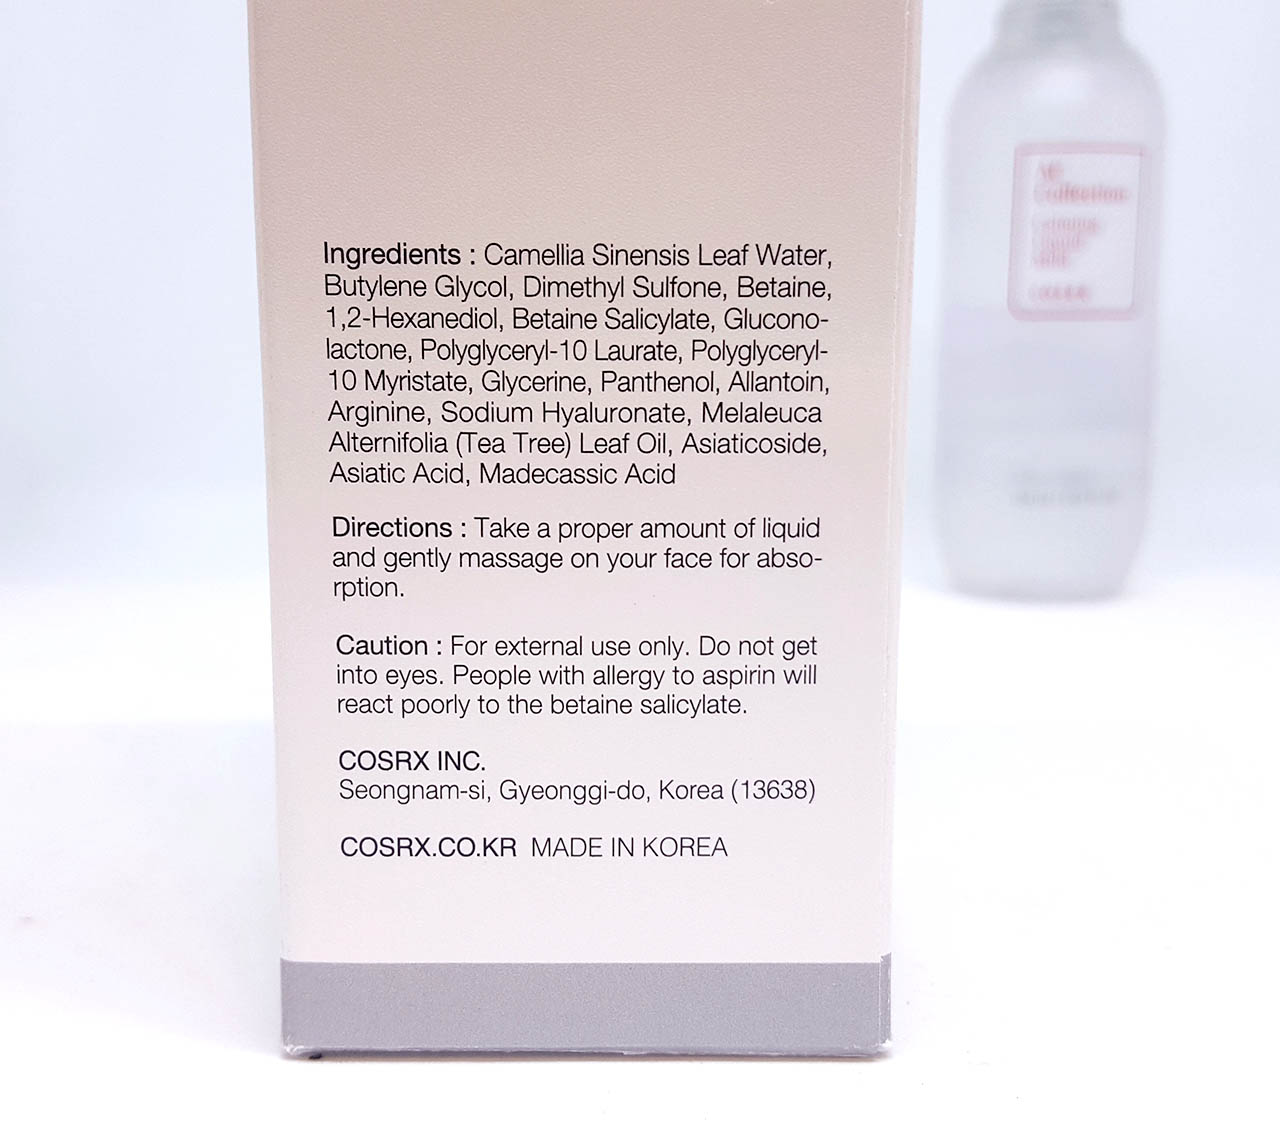 Ingredients : Camellia Sinensis Leaf Water,
Butylene Glycol, Dimethyl Sulfone, Betaine,
1,2-Hexanediol, Betaine Salicylate, Glucono-
lactone, Polyglyceryl-10 Laurate, Polyglyceryl-
10 Myristate, Glycerine, Panthenol, Allantoin,
Arginine, Sodium Hyaluronate, Melaleuca
Alternifolia (Tea Tree) Leaf Oil, Asiaticoside,
Asiatic Acid, Madecassic Acid
Directions : Take a proper amount of liquid
and gently massage on your face for abso-
rption.
Caution : For external use only. Do not get
into eyes. People with allergy to aspirin will
react poorly to the betaine salicylate.
COSRX INC.
Seongnam-si, Gyeonggi-do, Korea (13638)
COSRX.CO.KR MADE IN KOREA
Collection